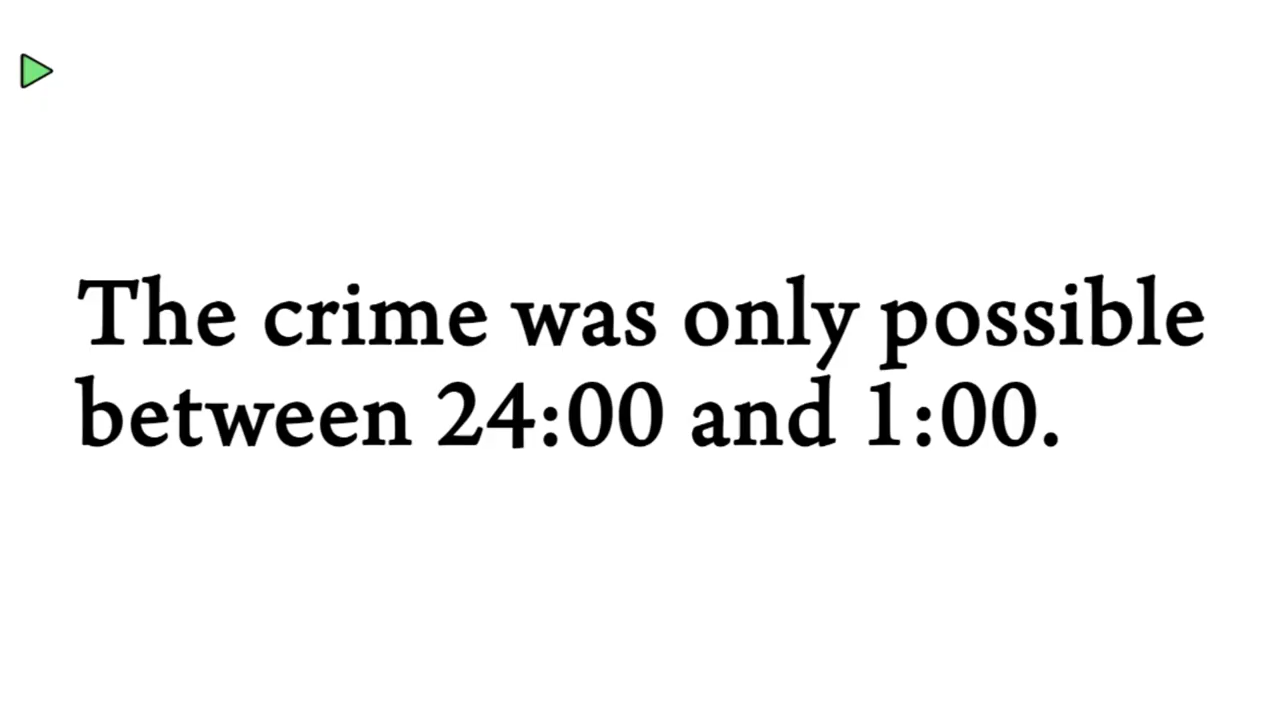 The crime was only possible
between 24:00 and 1:00.